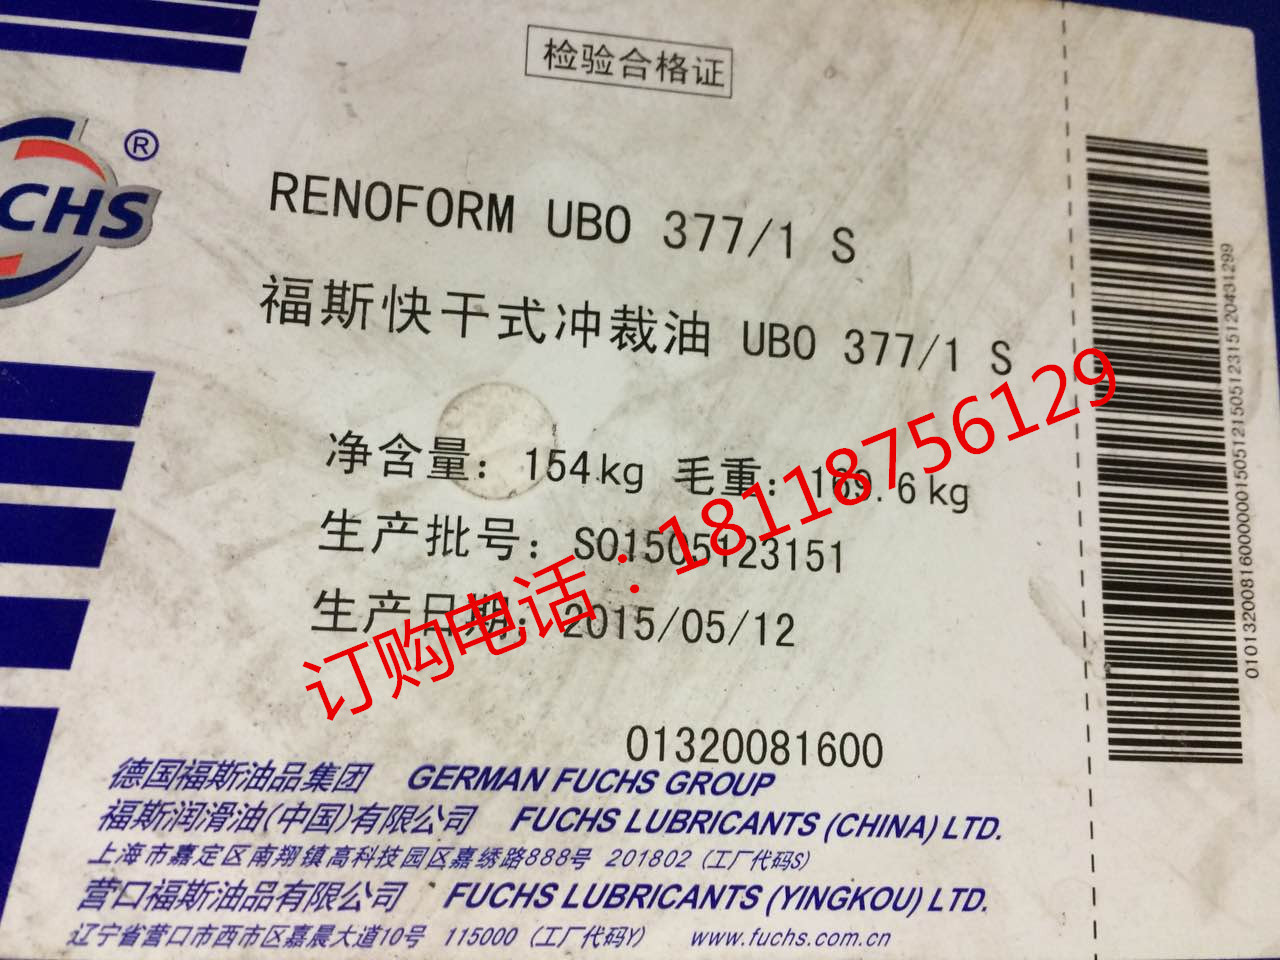 检验合格证
CHS ®
RENOFORM UBO 377/1 S
福斯快干式冲裁油 UBO 377/1 S
净含量：154kg 毛重：169.6kg
生产批号：S01505123151
生产日期：2015/05/12
订购电话：18118756129
01320081600
德国福斯油品集团 GERMAN FUCHS GROUP
福斯润滑油(中国)有限公司 FUCHS LUBRICANTS (CHINA) LTD.
上海市嘉定区南翔镇高科技园区嘉绣路888号 201802 (工厂代码S)
营口福斯油品有限公司 FUCHS LUBRICANTS (YINGKOU) LTD.
辽宁省营口市西市区嘉晨大道10号 115000 (工厂代码Y) www.fuchs.com.cn